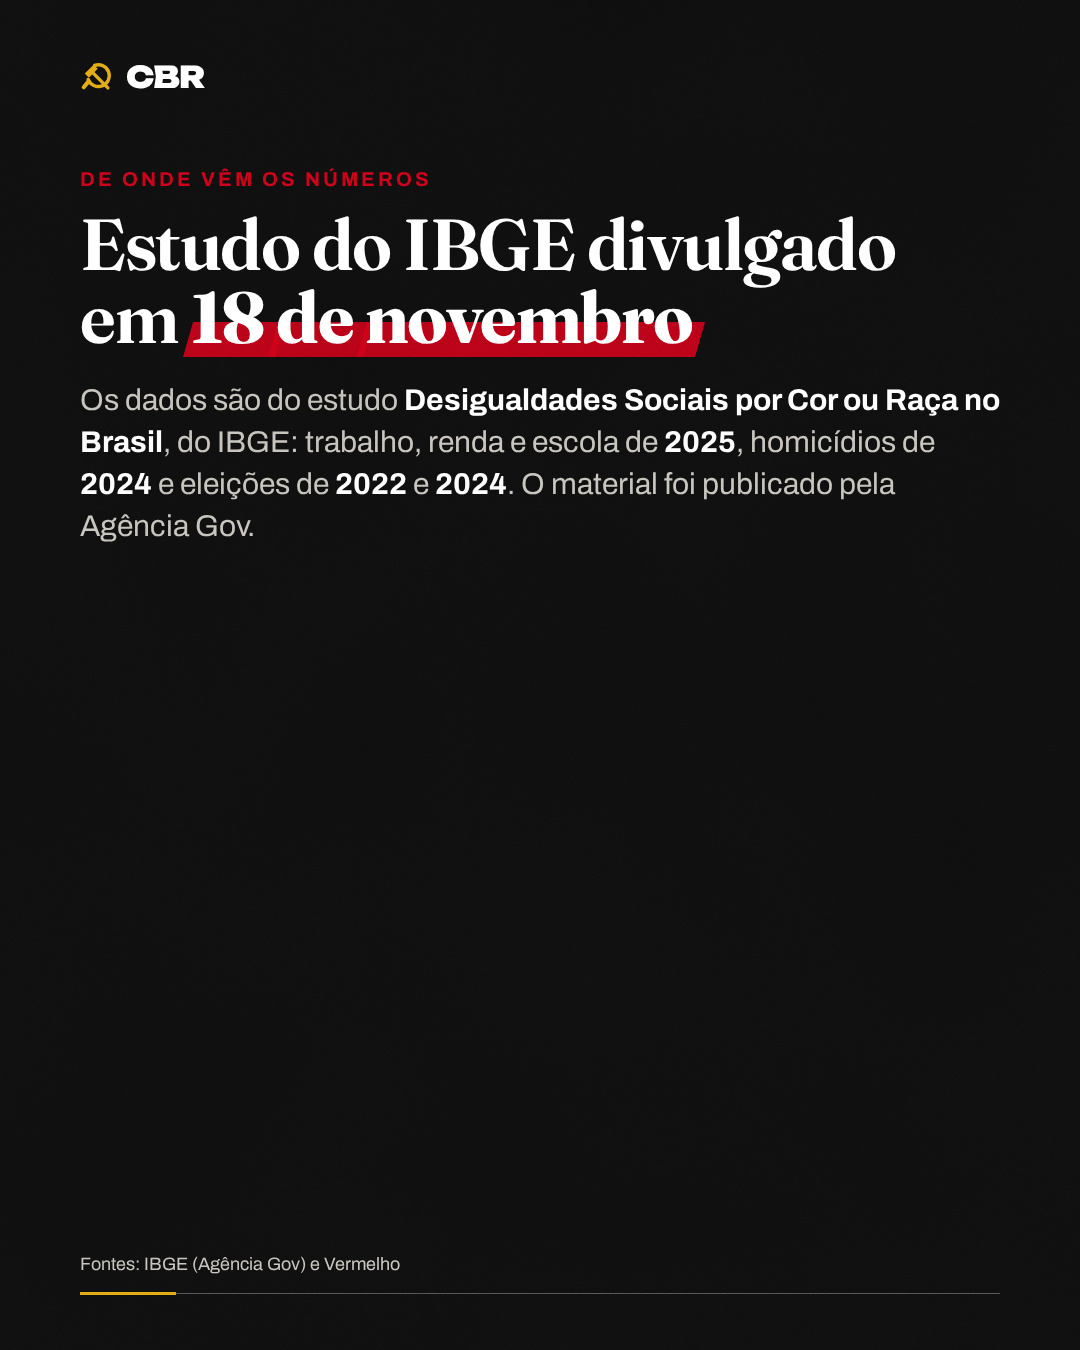 CBR
DE ONDE VÊM OS NÚMEROS
Estudo do IBGE divulgado
em 18 de novembro
Os dados são do estudo Desigualdades Sociais por Cor ou Raça no
Brasil, do IBGE: trabalho, renda e escola de 2025, homicídios de
2024 e eleições de 2022 e 2024. O material foi publicado pela
Agência Gov.
Fontes: IBGE (Agência Gov) e Vermelho